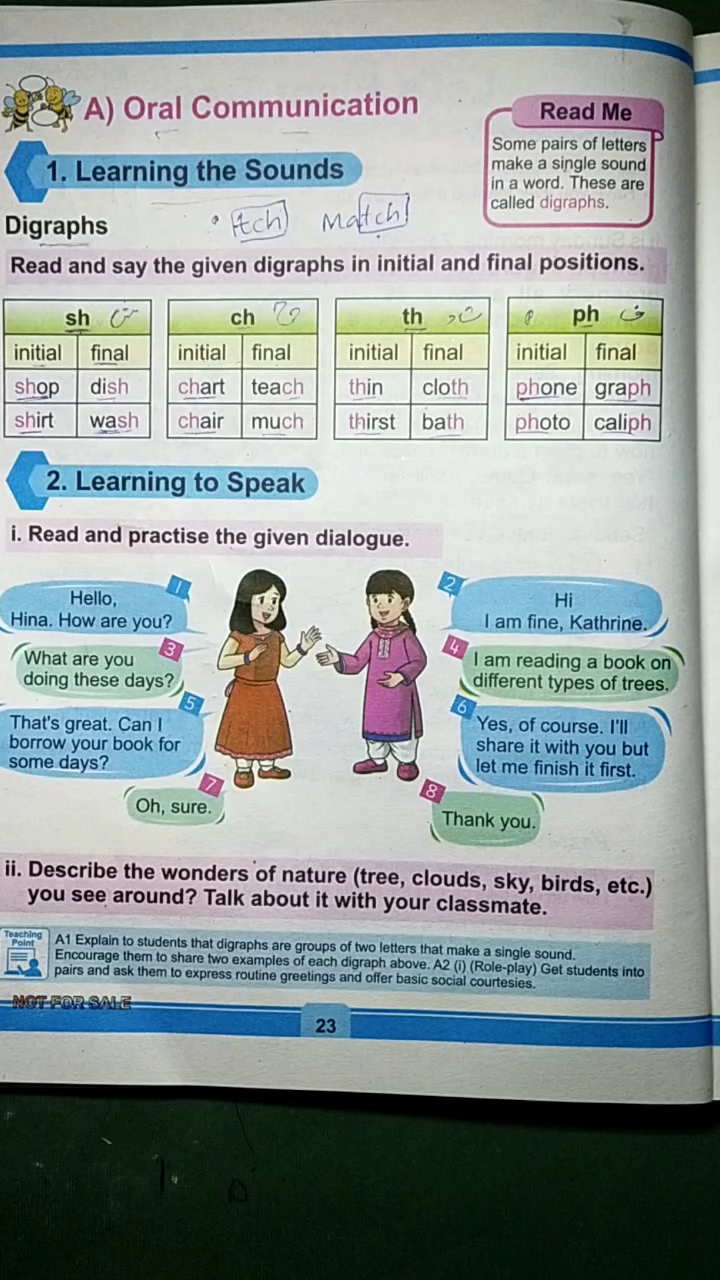 A) Oral Communication
Read Me
Some pairs of letters
make a single sound
in a word. These are
called digraphs.
1. Learning the Sounds
Digraphs
tch match
Read and say the given digraphs in initial and final positions.
sh ش
initial final
shop dish
shirt wash
ch چ
initial final
chart teach
chair much
th
initial final
thin cloth
thirst bath
ph ف
initial final
phone graph
photo caliph
2. Learning to Speak
i. Read and practise the given dialogue.
1
Hello,
Hina. How are you?
2
Hi
I am fine, Kathrine.
3
What are you
doing these days?
4
I am reading a book on
different types of trees.
5
That's great. Can I
borrow your book for
some days?
6
Yes, of course. I'll
share it with you but
let me finish it first.
7
Oh, sure.
8
Thank you.
ii. Describe the wonders of nature (tree, clouds, sky, birds, etc.)
you see around? Talk about it with your classmate.
Teaching
Point
A1 Explain to students that digraphs are groups of two letters that make a single sound.
Encourage them to share two examples of each digraph above. A2 (i) (Role-play) Get students into
pairs and ask them to express routine greetings and offer basic social courtesies.
NOT FOR SALE
23